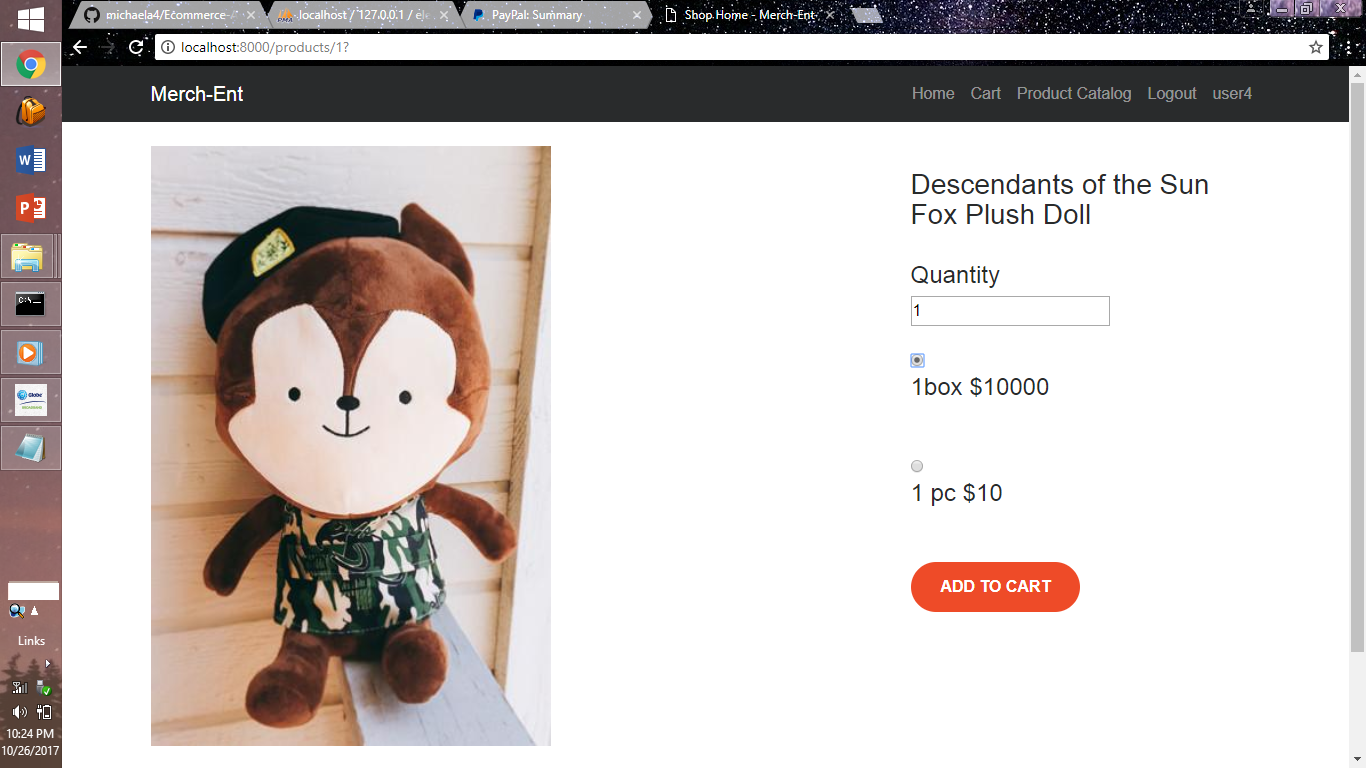 michaela4/Ecommerce-
localhost / 127.0.0.1 /
PayPal: Summary
Shop Home - Merch-Ent
localhost:8000/products/1?
Merch-Ent
Home Cart Product Catalog Logout user4
Descendants of the Sun
Fox Plush Doll
Quantity
1
1box $10000
1 pc $10
ADD TO CART
C:\
Globe
Links
10:24 PM
10/26/2017